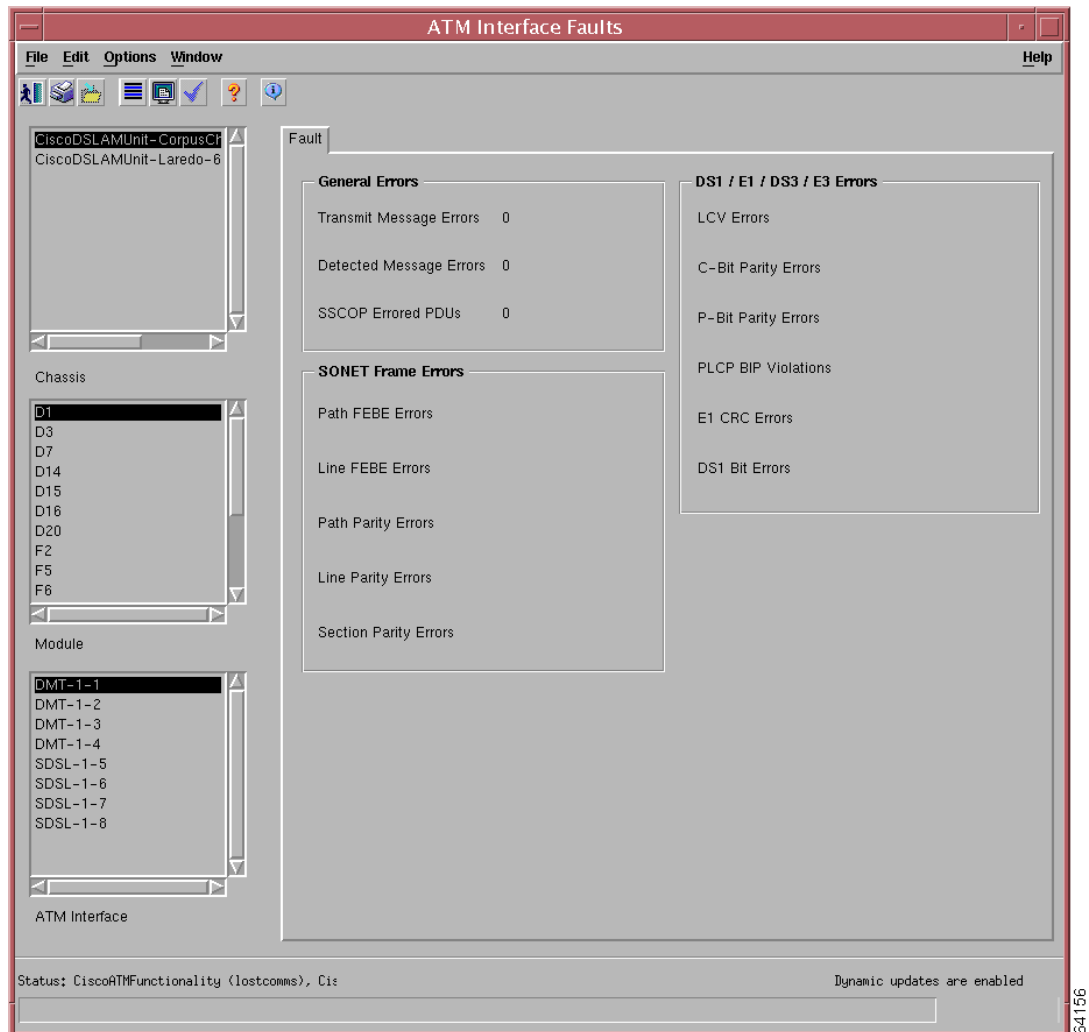 ATM Interface Faults
File Edit Options Window Help
CiscoDSLAMUnit-CorpusCh
CiscoDSLAMUnit-Laredo-6
Chassis
D1
D3
D7
D14
D15
D16
D20
F2
F5
F6
Module
DMT-1-1
DMT-1-2
DMT-1-3
DMT-1-4
SDSL-1-5
SDSL-1-6
SDSL-1-7
SDSL-1-8
ATM Interface
Fault
General Errors
Transmit Message Errors 0
Detected Message Errors 0
SSCOP Errored PDUs 0
SONET Frame Errors
Path FEBE Errors
Line FEBE Errors
Path Parity Errors
Line Parity Errors
Section Parity Errors
DS1 / E1 / DS3 / E3 Errors
LCV Errors
C-Bit Parity Errors
P-Bit Parity Errors
PLCP BIP Violations
E1 CRC Errors
DS1 Bit Errors
Status: CiscoATMFunctionality (lostcomms), Cis
Dynamic updates are enabled
54156